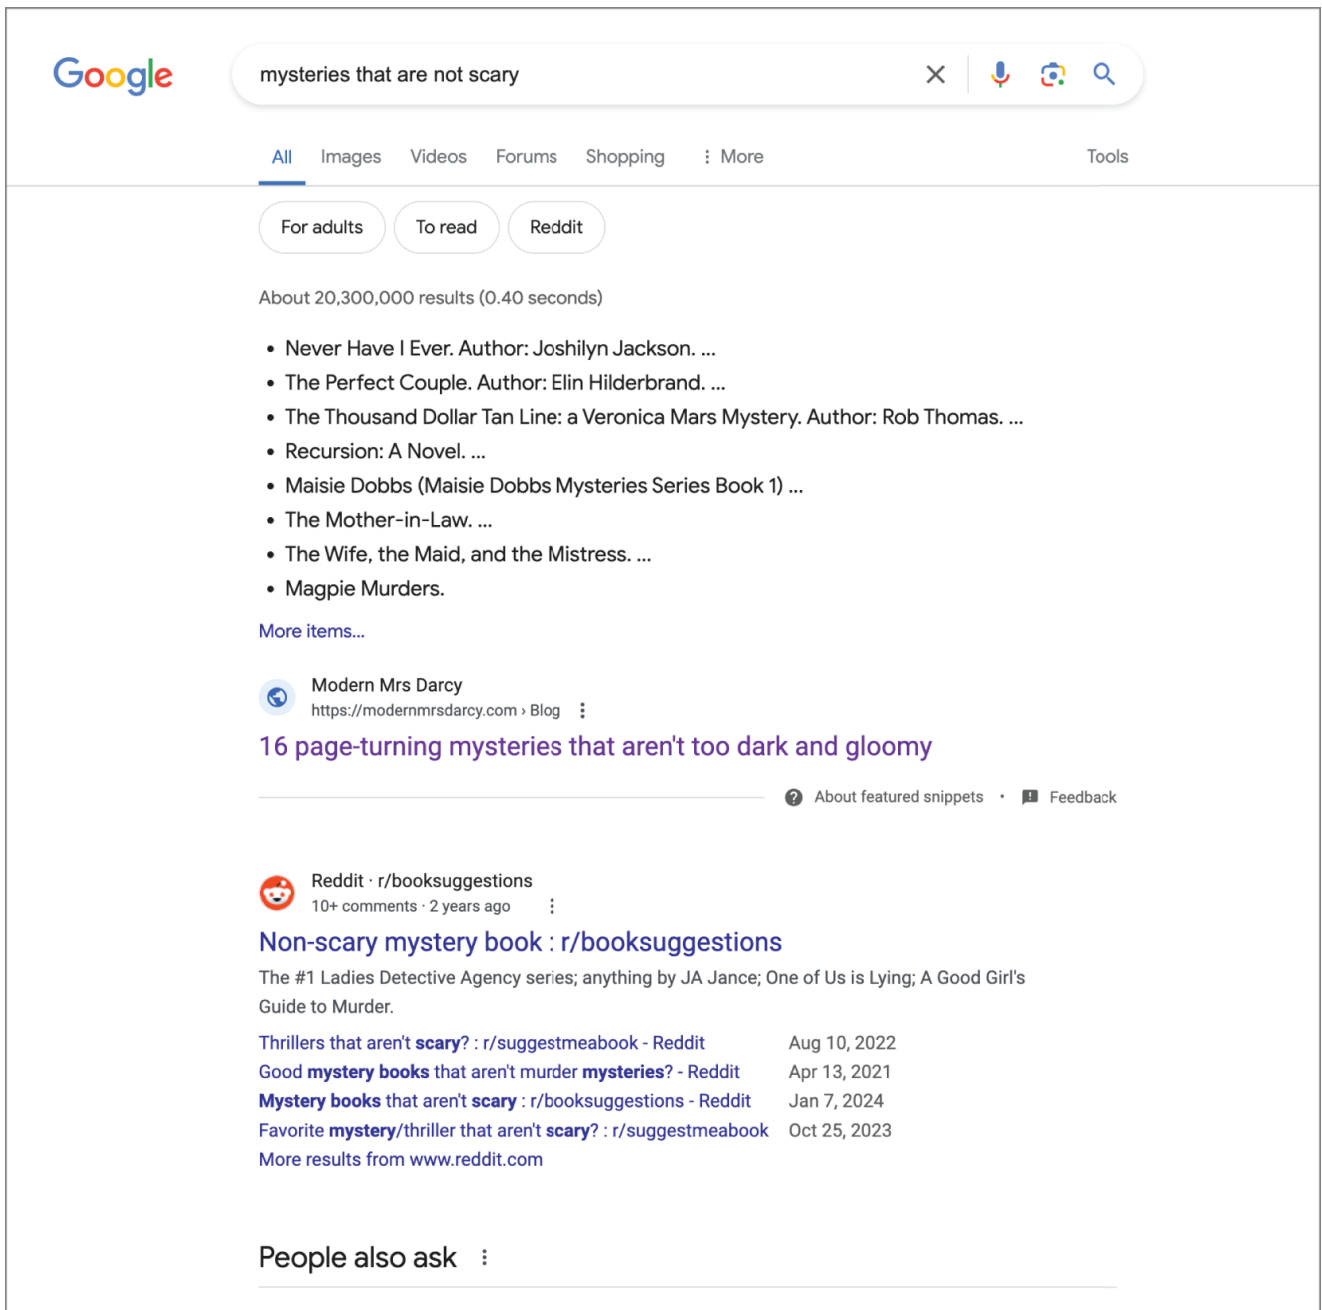 Google
mysteries that are not scary
All Images Videos Forums Shopping More Tools
For adults To read Reddit
About 20,300,000 results (0.40 seconds)
• Never Have I Ever. Author: Joshilyn Jackson. ...
• The Perfect Couple. Author: Elin Hilderbrand. ...
• The Thousand Dollar Tan Line: a Veronica Mars Mystery. Author: Rob Thomas. ...
• Recursion: A Novel. ...
• Maisie Dobbs (Maisie Dobbs Mysteries Series Book 1) ...
• The Mother-in-Law. ...
• The Wife, the Maid, and the Mistress. ...
• Magpie Murders.
More items...
Modern Mrs Darcy
https://modernmrsdarcy.com › Blog
16 page-turning mysteries that aren't too dark and gloomy
About featured snippets • Feedback
Reddit · r/booksuggestions
10+ comments · 2 years ago
Non-scary mystery book : r/booksuggestions
The #1 Ladies Detective Agency series; anything by JA Jance; One of Us is Lying; A Good Girl's
Guide to Murder.
Thrillers that aren't scary? : r/suggestmeabook - Reddit Aug 10, 2022
Good mystery books that aren't murder mysteries? - Reddit Apr 13, 2021
Mystery books that aren't scary : r/booksuggestions - Reddit Jan 7, 2024
Favorite mystery/thriller that aren't scary? : r/suggestmeabook Oct 25, 2023
More results from www.reddit.com
People also ask